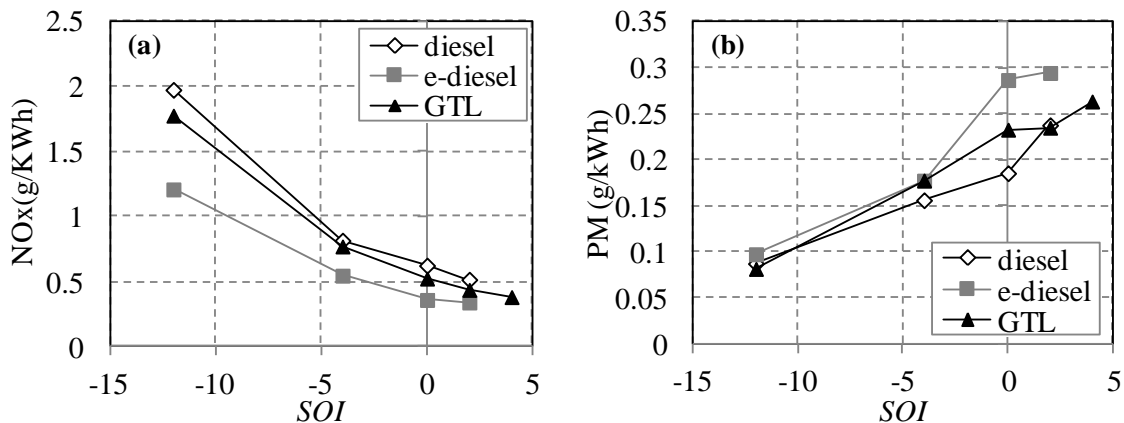 (a)
diesel
e-diesel
GTL
NOx(g/KWh)
2.5
2
1.5
1
0.5
0
-15
-10
-5
0
5
SOI
(b)
diesel
e-diesel
GTL
PM (g/kWh)
0.35
0.3
0.25
0.2
0.15
0.1
0.05
0
-15
-10
-5
0
5
SOI